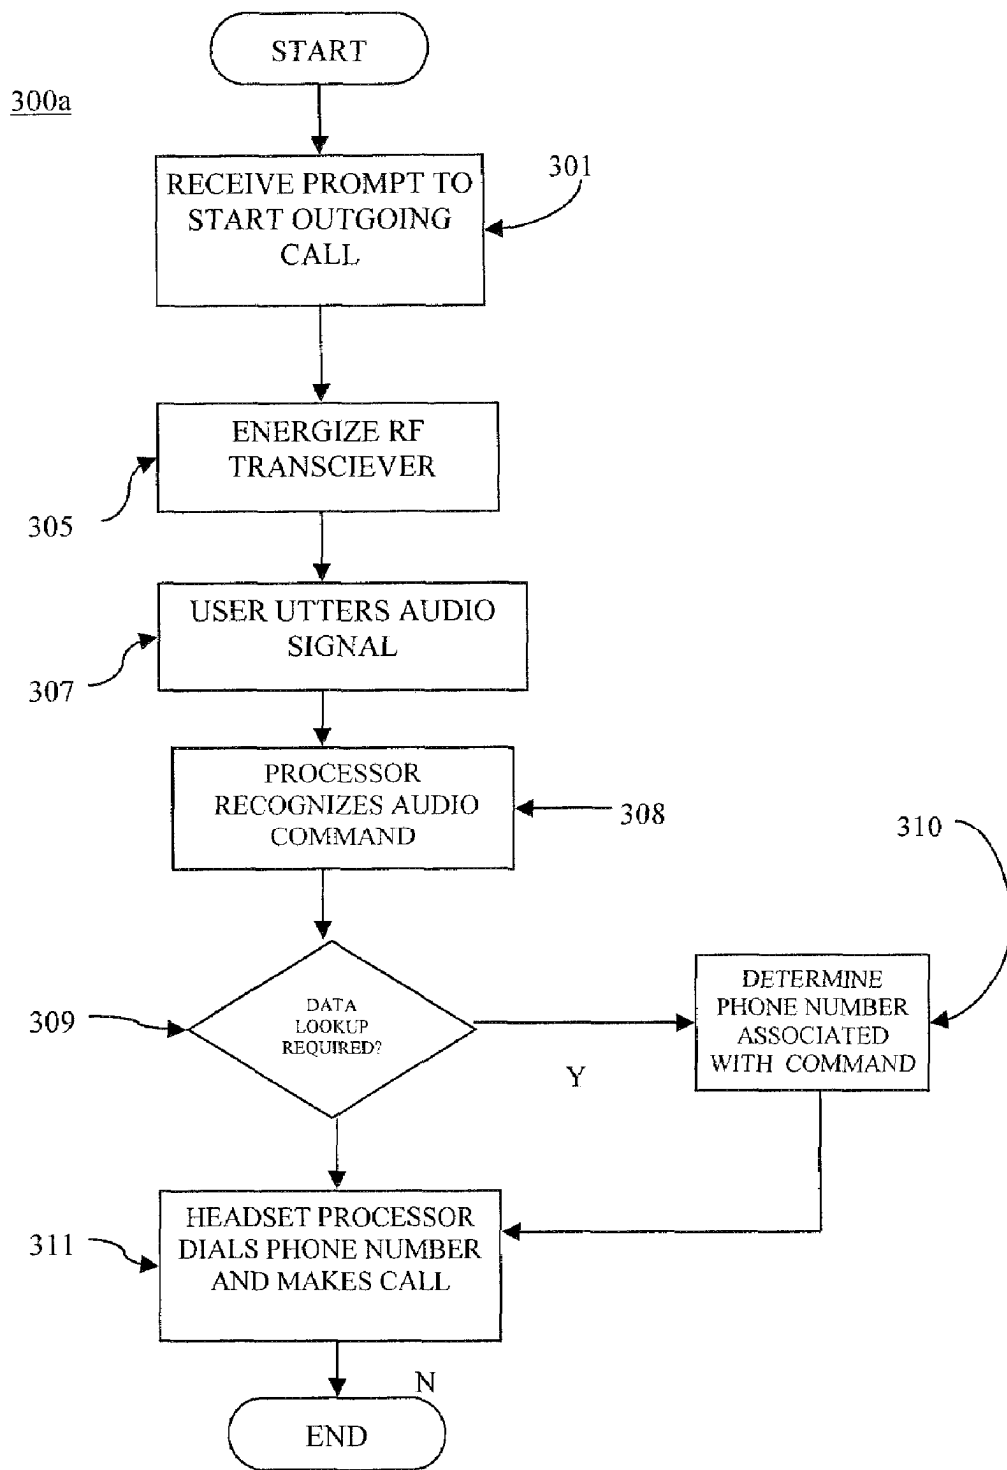 START
300a
RECEIVE PROMPT TO
START OUTGOING
CALL
301
ENERGIZE RF
TRANSCIEVER
305
USER UTTERS AUDIO
SIGNAL
307
PROCESSOR
RECOGNIZES AUDIO
COMMAND
308
310
DATA
LOOKUP
REQUIRED?
309
Y
DETERMINE
PHONE NUMBER
ASSOCIATED
WITH COMMAND
HEADSET PROCESSOR
DIALS PHONE NUMBER
AND MAKES CALL
311
N
END